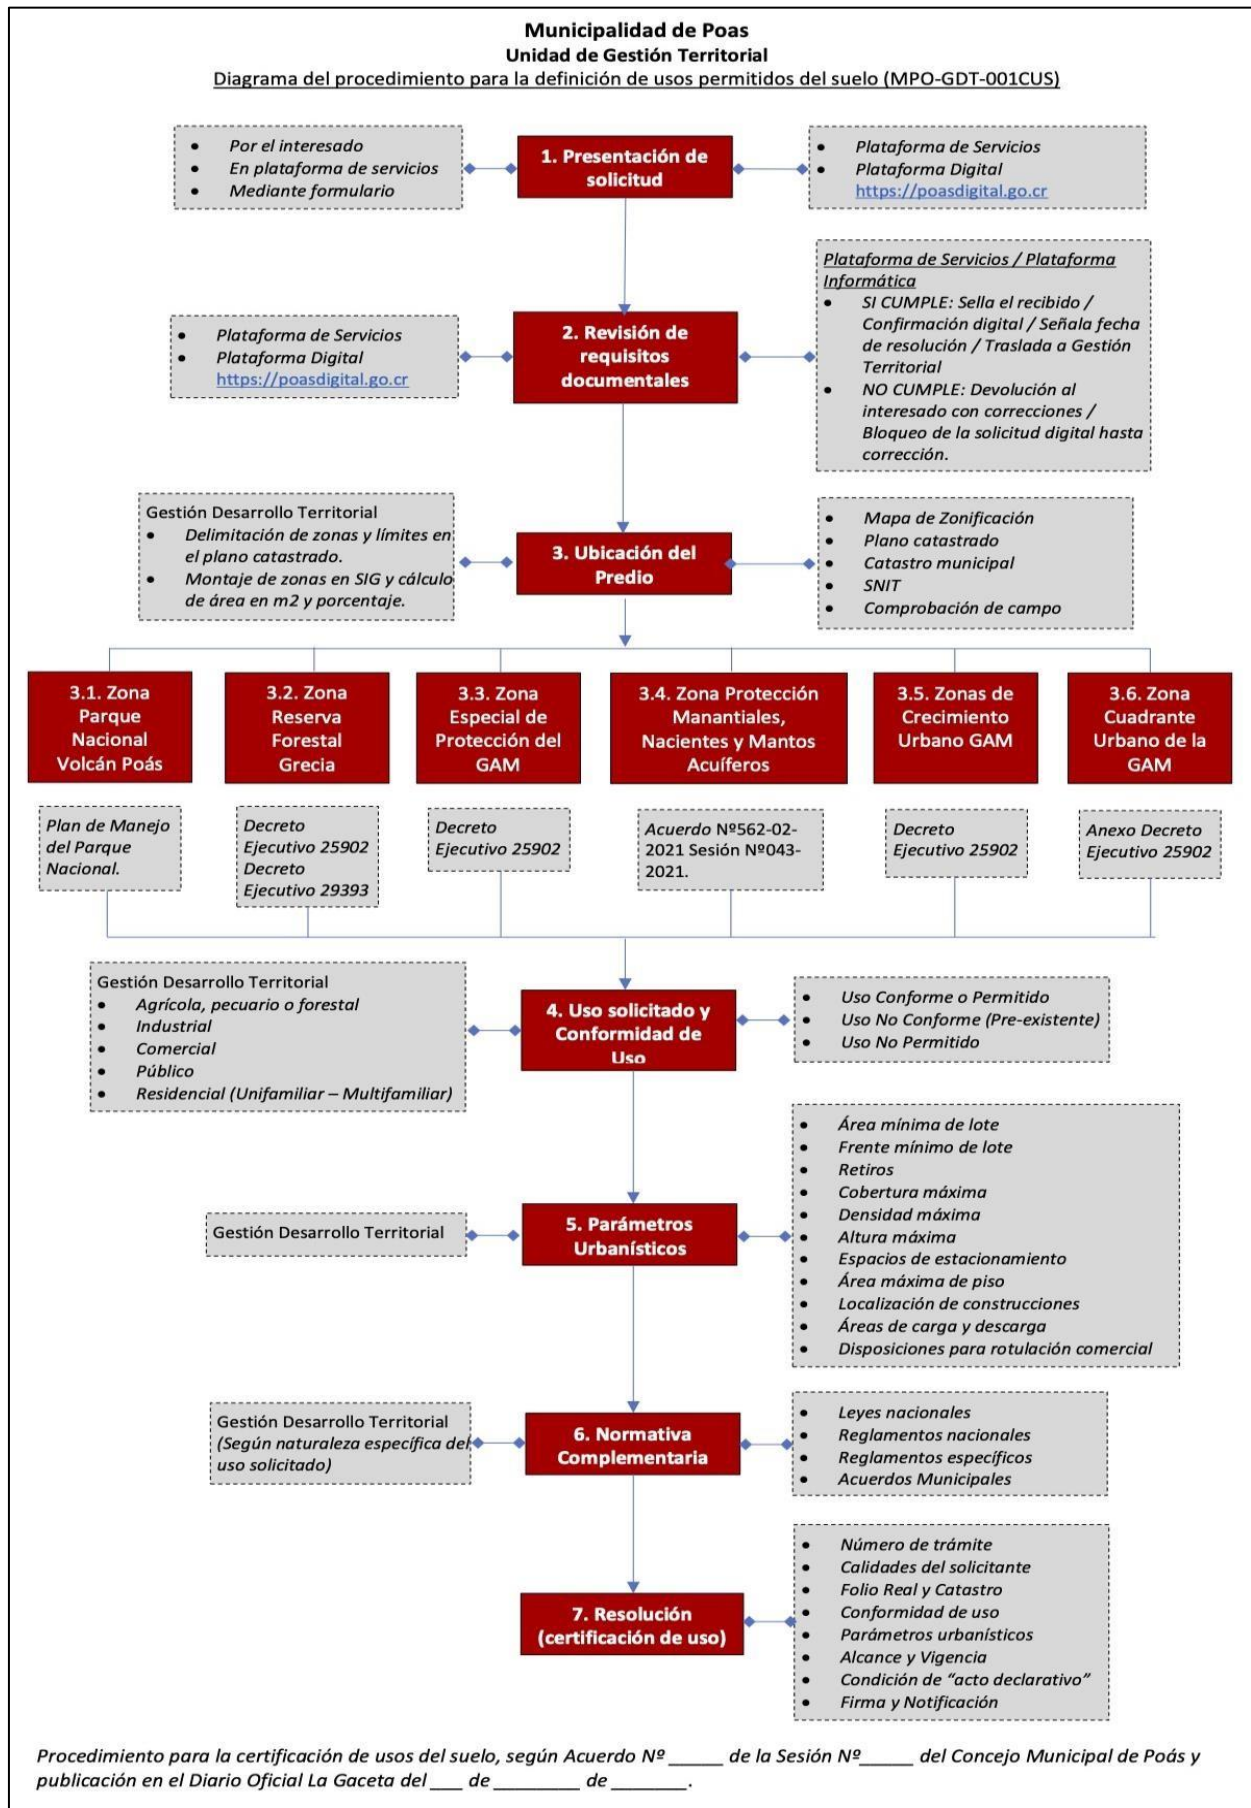 Municipalidad de Poas
Unidad de Gestión Territorial
Diagrama del procedimiento para la definición de usos permitidos del suelo (MPO-GDT-001CUS)
• Por el interesado
• En plataforma de servicios
• Mediante formulario
1. Presentación de
solicitud
• Plataforma de Servicios
• Plataforma Digital
https://poasdigital.go.cr
• Plataforma de Servicios
• Plataforma Digital
https://poasdigital.go.cr
2. Revisión de
requisitos
documentales
Plataforma de Servicios / Plataforma
Informática
• SI CUMPLE: Sella el recibido /
Confirmación digital / Señala fecha
de resolución / Traslada a Gestión
Territorial
• NO CUMPLE: Devolución al
interesado con correcciones /
Bloqueo de la solicitud digital hasta
corrección.
Gestión Desarrollo Territorial
• Delimitación de zonas y límites en
el plano catastrado.
• Montaje de zonas en SIG y cálculo
de área en m2 y porcentaje.
3. Ubicación del
Predio
• Mapa de Zonificación
• Plano catastrado
• Catastro municipal
• SNIT
• Comprobación de campo
3.1. Zona
Parque
Nacional
Volcán Poás
3.2. Zona
Reserva
Forestal
Grecia
3.3. Zona
Especial de
Protección del
GAM
3.4. Zona Protección
Manantiales,
Nacientes y Mantos
Acuíferos
3.5. Zonas de
Crecimiento
Urbano GAM
3.6. Zona
Cuadrante
Urbano de la
GAM
Plan de Manejo
del Parque
Nacional.
Decreto
Ejecutivo 25902
Decreto
Ejecutivo 29393
Decreto
Ejecutivo 25902
Acuerdo Nº562-02-
2021 Sesión Nº043-
2021.
Decreto
Ejecutivo 25902
Anexo Decreto
Ejecutivo 25902
Gestión Desarrollo Territorial
• Agrícola, pecuario o forestal
• Industrial
• Comercial
• Público
• Residencial (Unifamiliar – Multifamiliar)
4. Uso solicitado y
Conformidad de
Uso
• Uso Conforme o Permitido
• Uso No Conforme (Pre-existente)
• Uso No Permitido
Gestión Desarrollo Territorial
5. Parámetros
Urbanísticos
• Área mínima de lote
• Frente mínimo de lote
• Retiros
• Cobertura máxima
• Densidad máxima
• Altura máxima
• Espacios de estacionamiento
• Área máxima de piso
• Localización de construcciones
• Áreas de carga y descarga
• Disposiciones para rotulación comercial
Gestión Desarrollo Territorial
(Según naturaleza específica del
uso solicitado)
6. Normativa
Complementaria
• Leyes nacionales
• Reglamentos nacionales
• Reglamentos específicos
• Acuerdos Municipales
7. Resolución
(certificación de uso)
• Número de trámite
• Calidades del solicitante
• Folio Real y Catastro
• Conformidad de uso
• Parámetros urbanísticos
• Alcance y Vigencia
• Condición de “acto declarativo”
• Firma y Notificación
Procedimiento para la certificación de usos del suelo, según Acuerdo Nº _____ de la Sesión Nº_____ del Concejo Municipal de Poás y
publicación en el Diario Oficial La Gaceta del ___ de ________ de _______.